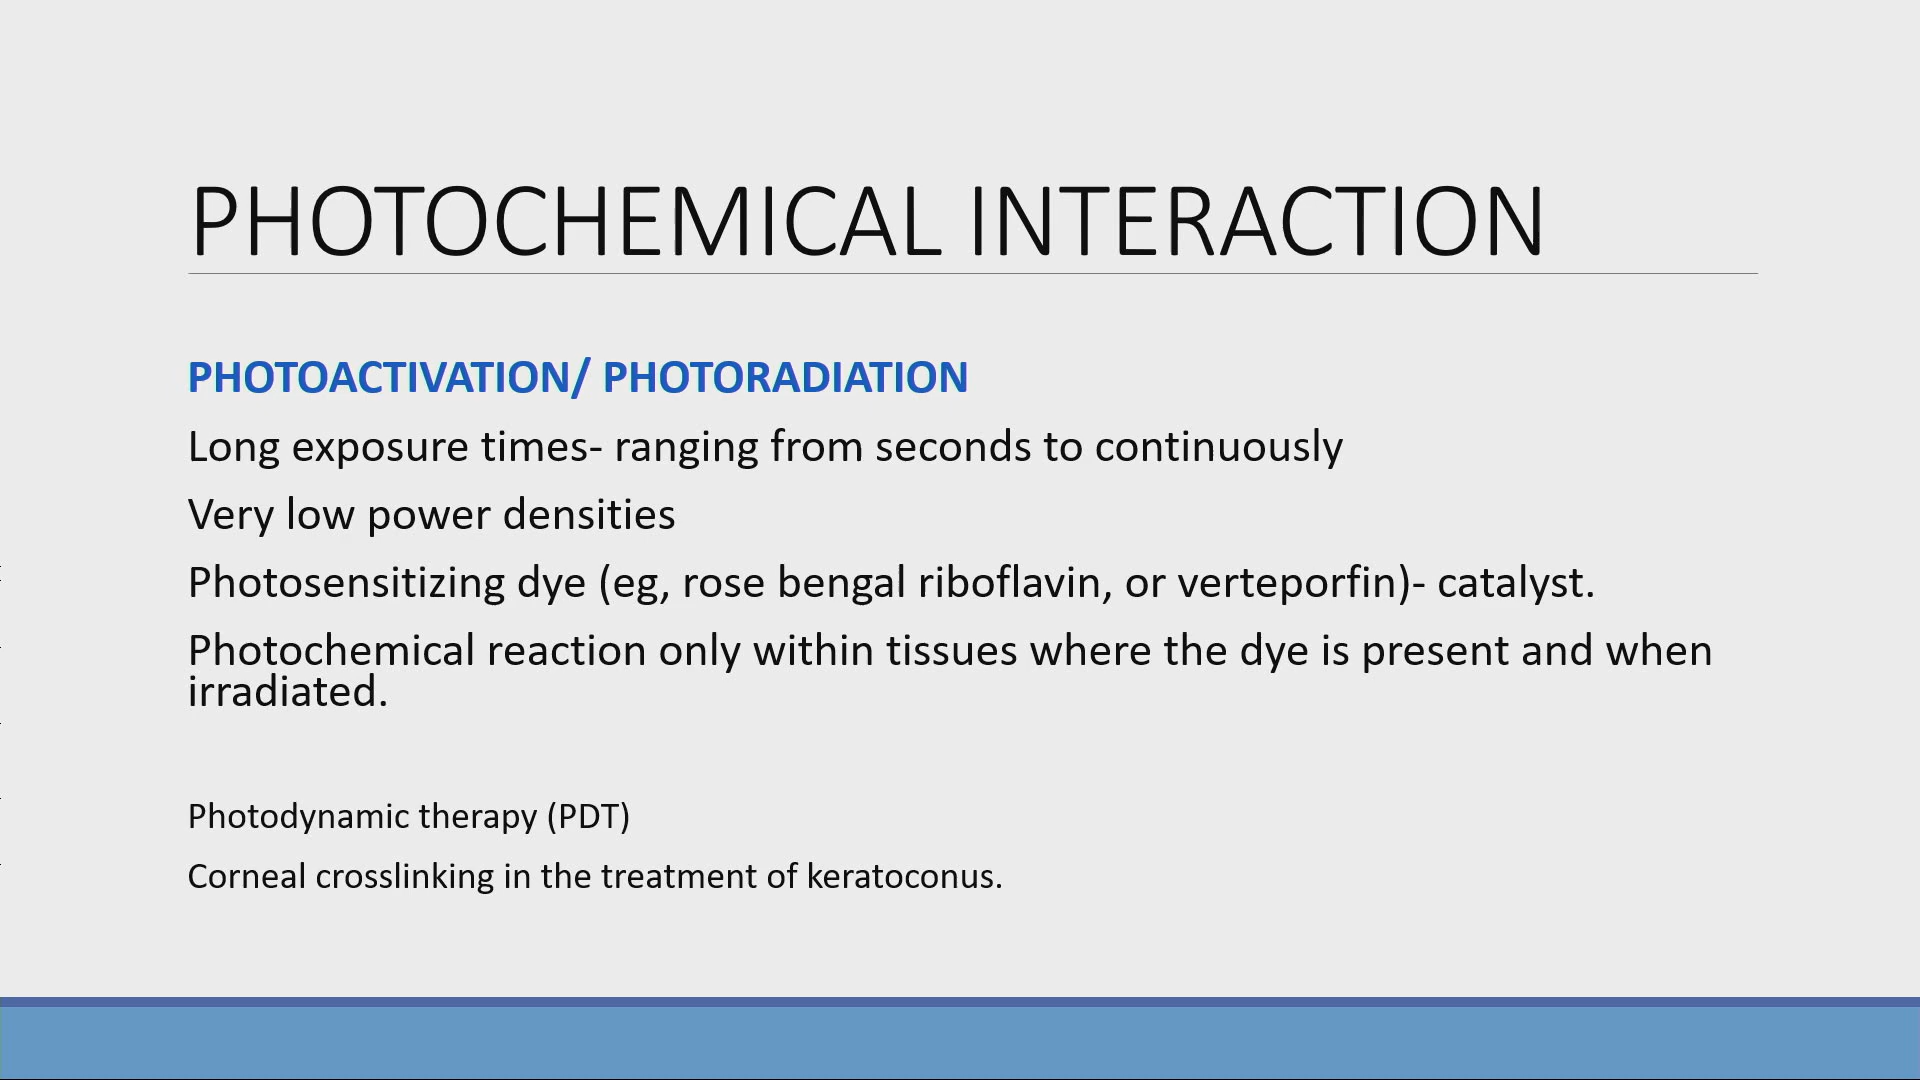 PHOTOCHEMICAL INTERACTION
PHOTOACTIVATION/ PHOTORADIATION
Long exposure times- ranging from seconds to continuously
Very low power densities
Photosensitizing dye (eg, rose bengal riboflavin, or verteporfin)- catalyst.
Photochemical reaction only within tissues where the dye is present and when
irradiated.
Photodynamic therapy (PDT)
Corneal crosslinking in the treatment of keratoconus.